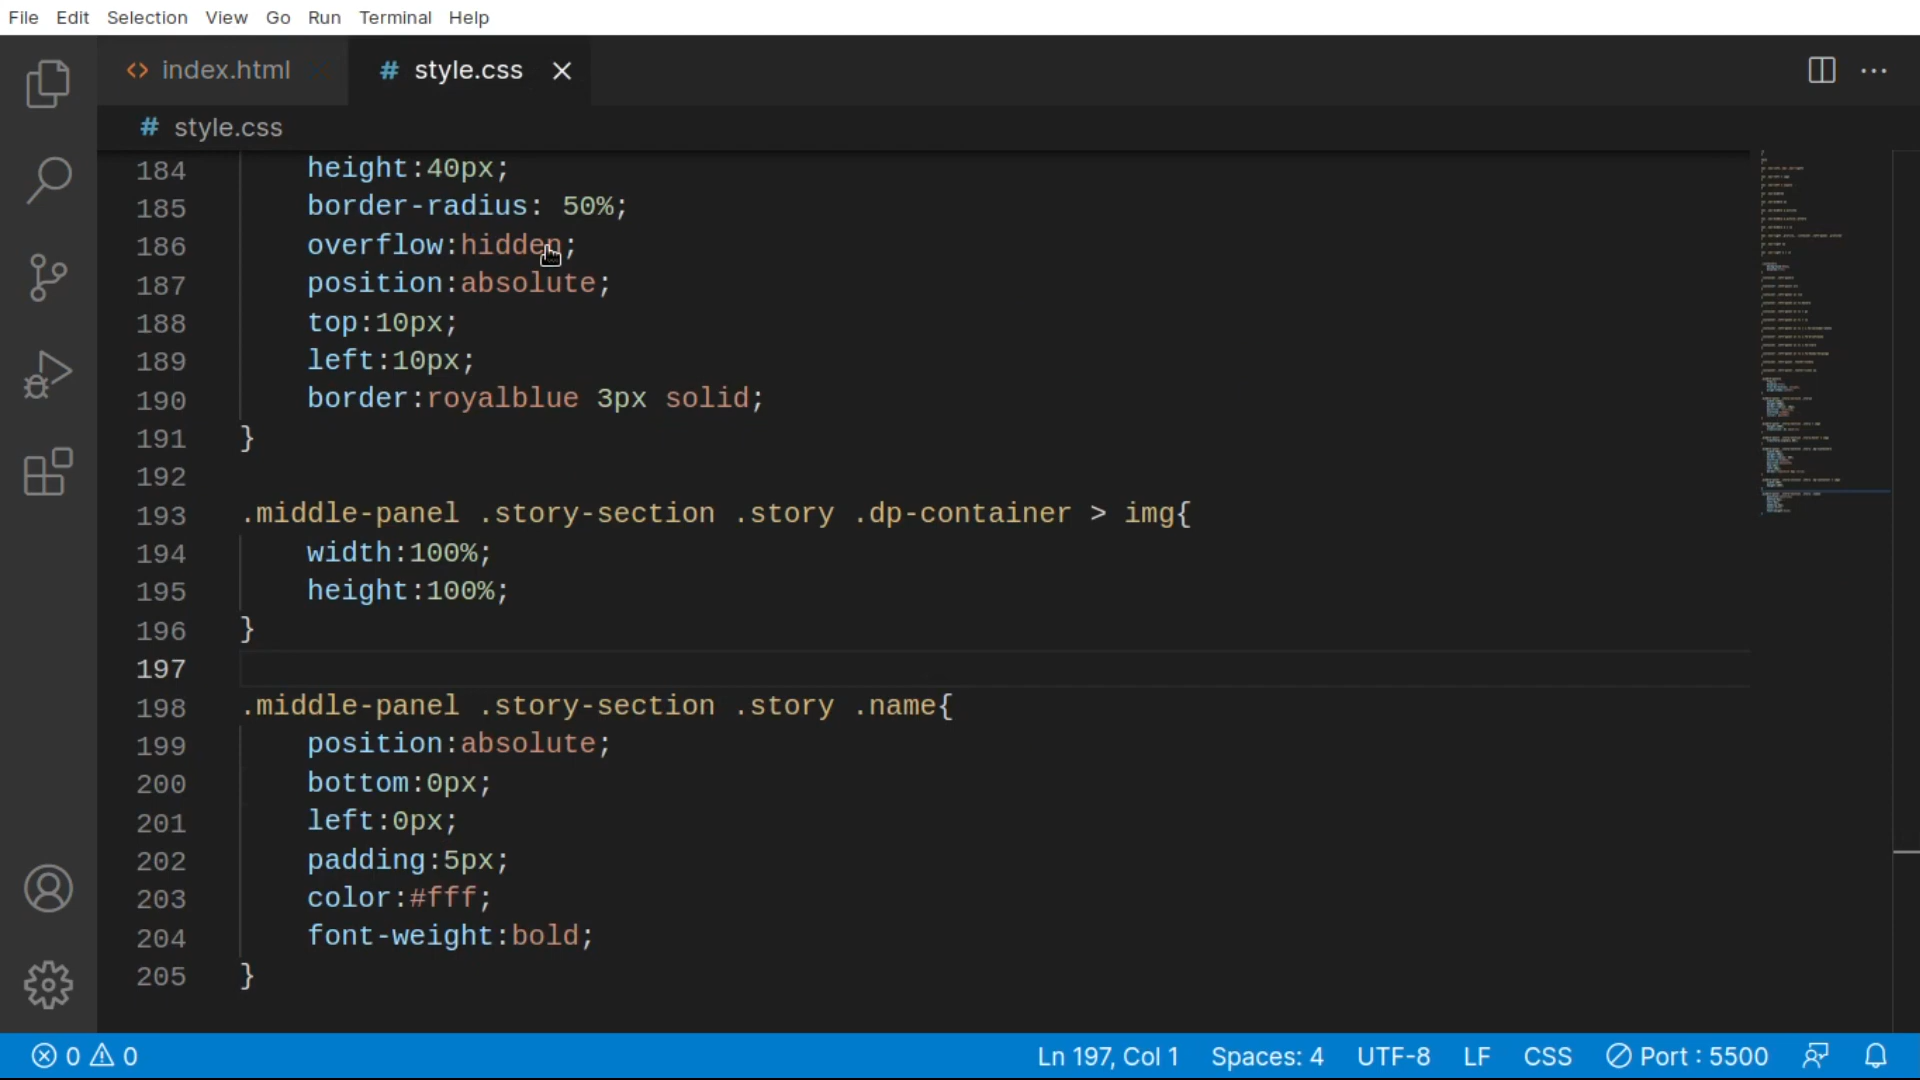 File Edit Selection View Go Run Terminal Help
<> index.html # style.css
# style.css
184 height:40px;
185 border-radius: 50%;
186 overflow:hidden;
187 position:absolute;
188 top:10px;
189 left:10px;
190 border:royalblue 3px solid;
191 }
192
193 .middle-panel .story-section .story .dp-container > img{
194 width:100%;
195 height:100%;
196 }
197
198 .middle-panel .story-section .story .name{
199 position:absolute;
200 bottom:0px;
201 left:0px;
202 padding:5px;
203 color:#fff;
204 font-weight:bold;
205 }
0 0 Ln 197, Col 1 Spaces: 4 UTF-8 LF CSS Port : 5500